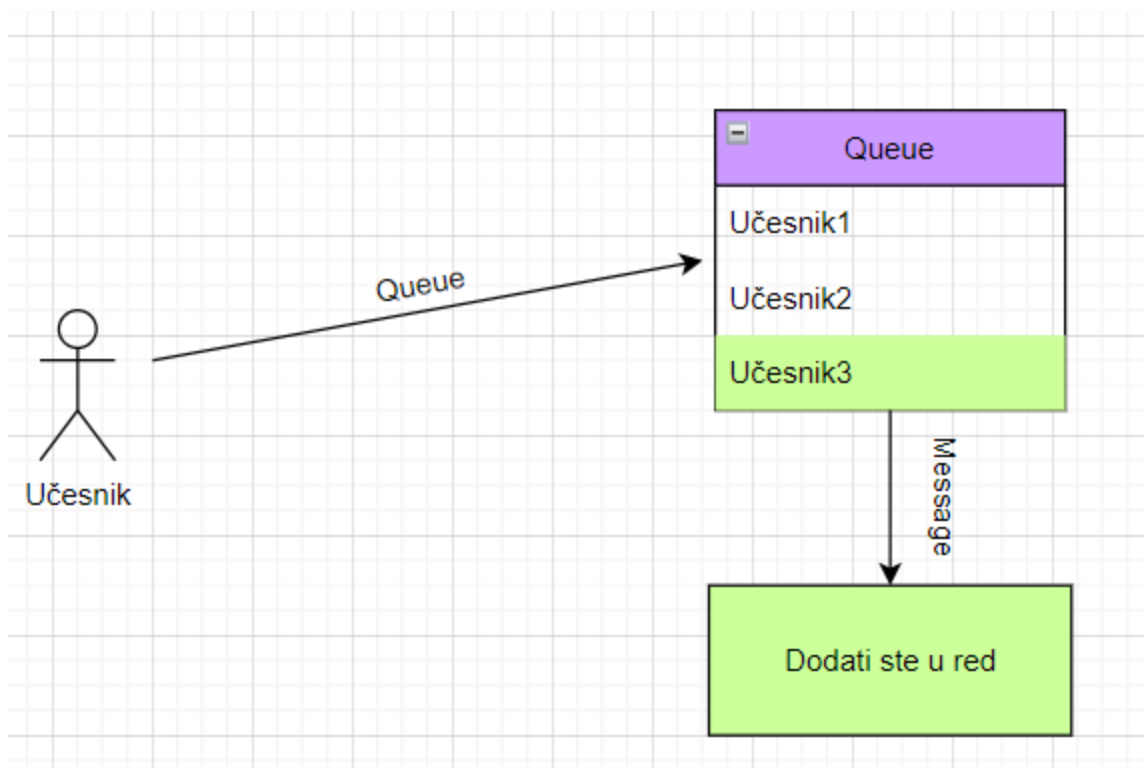 Queue
Učesnik1
Učesnik2
Učesnik3
Queue
Učesnik
Message
Dodati ste u red